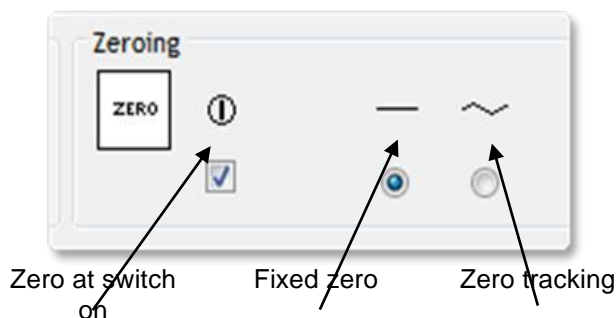 Zeroing
ZERO
Zero at switch
on
Fixed zero
Zero tracking